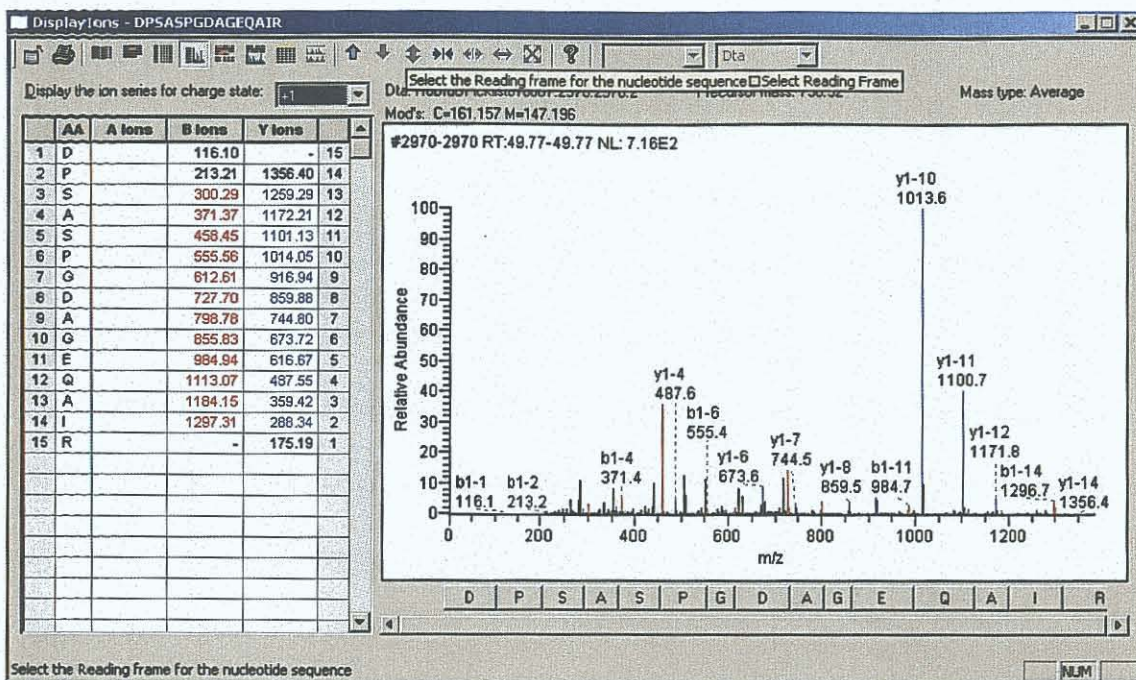 DisplayIons - DPSASPGDAGEQAIR
Dta
Select the Reading frame for the nucleotide sequence□Select Reading Frame
Display the ion series for charge state: +1
Mass type: Average
Mod's: C=161.157 M=147.196
AA A Ions B Ions Y Ions
1 D 116.10 - 15
2 P 213.21 1356.40 14
3 S 300.29 1259.29 13
4 A 371.37 1172.21 12
5 S 458.45 1101.13 11
6 P 555.56 1014.05 10
7 G 612.61 916.94 9
8 D 727.70 859.88 8
9 A 798.78 744.80 7
10 G 855.83 673.72 6
11 E 984.94 616.67 5
12 Q 1113.07 487.55 4
13 A 1184.15 359.42 3
14 I 1297.31 288.34 2
15 R - 175.19 1
#2970-2970 RT:49.77-49.77 NL: 7.16E2
y1-10
1013.6
y1-11
1100.7
y1-4
487.6
b1-6
555.4
y1-12
1171.8
y1-7
744.5
b1-4
371.4
y1-6
673.6
y1-8
859.5
b1-11
984.7
b1-14
1296.7
y1-14
1356.4
b1-1
116.1
b1-2
213.2
Relative Abundance
100
90
80
70
60
50
40
30
20
10
0
0 200 400 600 800 1000 1200
m/z
D P S A S P G D A G E Q A I R
Select the Reading frame for the nucleotide sequence
NUM